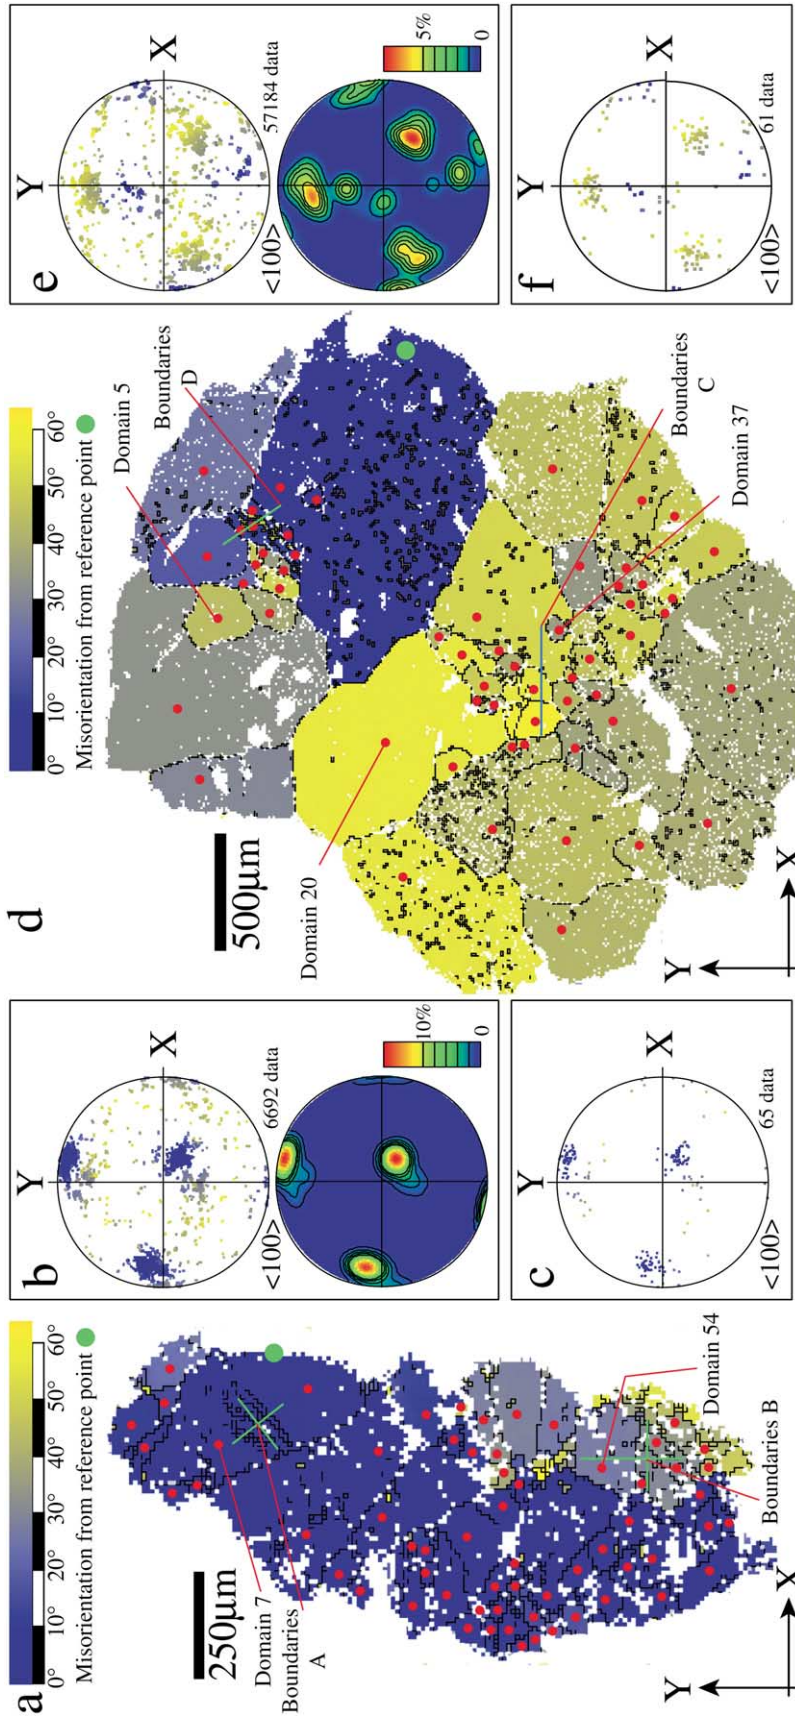 a
0° 10° 20° 30° 40° 50° 60°
Misorientation from reference point
250µm
Domain 7
Boundaries
A
Domain 54
Boundaries B
Y
X
b
Y
X
<100>
6692 data
10%
0
c
Y
X
<100>
65 data
d
0° 10° 20° 30° 40° 50° 60°
Misorientation from reference point
500µm
Domain 5
Boundaries
D
Domain 20
Boundaries
C
Domain 37
Y
X
e
Y
X
<100>
57184 data
5%
0
f
Y
X
<100>
61 data